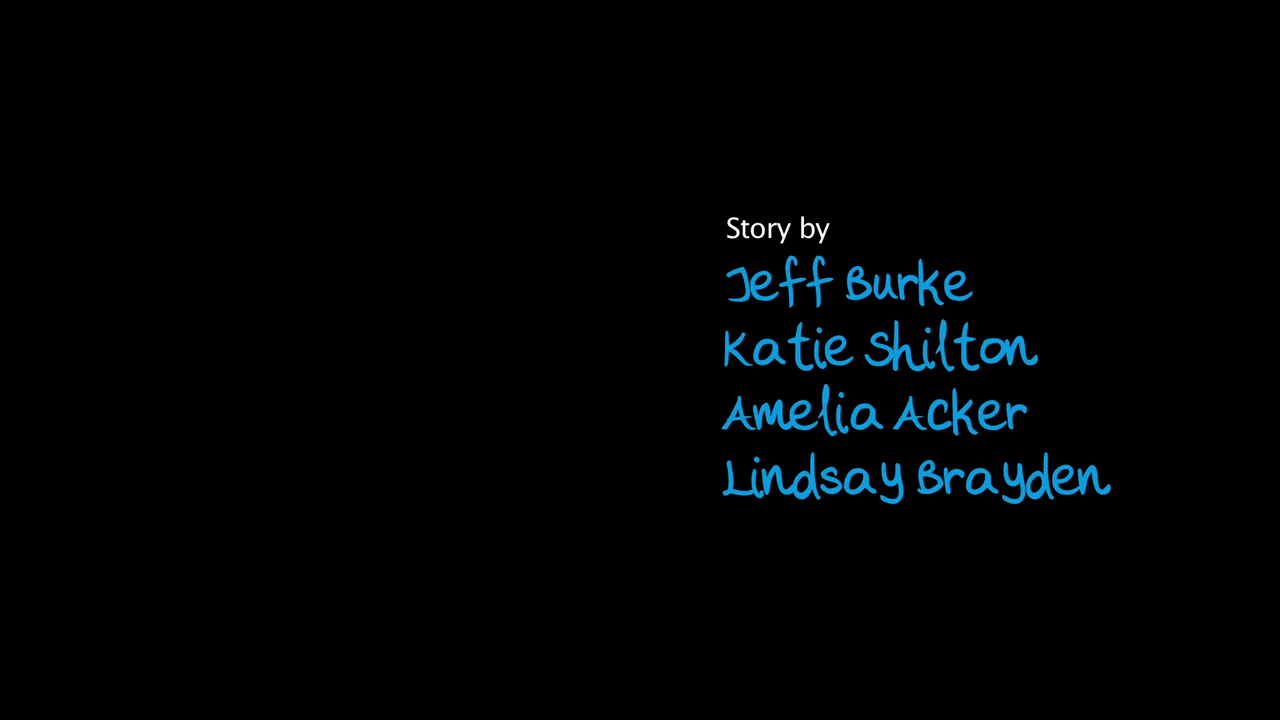 Story by
Jeff Burke
Katie Shilton
Amelia Acker
Lindsay Brayden